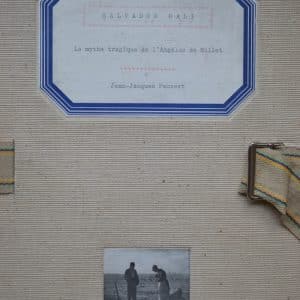 SALVADOR DALI
Le mythe tragique de l'Angélus de Millet
Jean-Jacques Pauvert